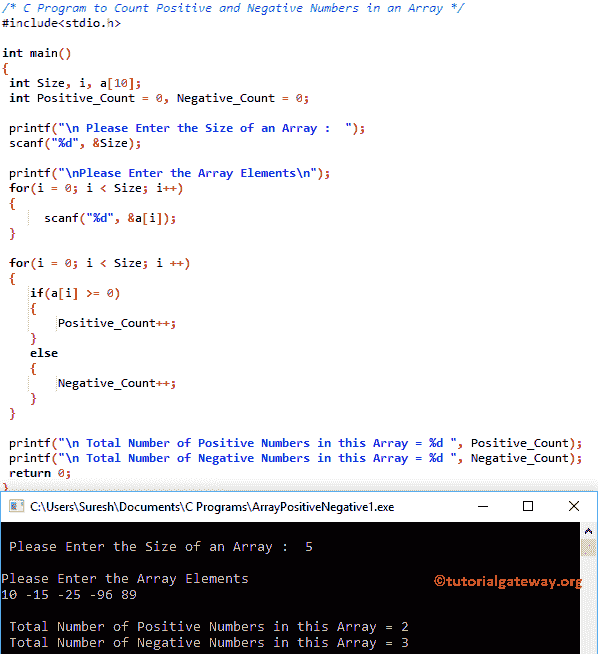 /* C Program to Count Positive and Negative Numbers in an Array */
#include<stdio.h>
int main()
{
int Size, i, a[10];
int Positive_Count = 0, Negative_Count = 0;
printf("\n Please Enter the Size of an Array :  ");
scanf("%d", &Size);
printf("\nPlease Enter the Array Elements\n");
for(i = 0; i < Size; i++)
{
scanf("%d", &a[i]);
}
for(i = 0; i < Size; i ++)
{
if(a[i] >= 0)
{
Positive_Count++;
}
else
{
Negative_Count++;
}
}
printf("\n Total Number of Positive Numbers in this Array = %d ", Positive_Count);
printf("\n Total Number of Negative Numbers in this Array = %d ", Negative_Count);
return 0;
}
C:\Users\Suresh\Documents\C Programs\ArrayPositiveNegative1.exe
Please Enter the Size of an Array :  5
Please Enter the Array Elements
©tutorialgateway.org
10 -15 -25 -96 89
Total Number of Positive Numbers in this Array = 2
Total Number of Negative Numbers in this Array = 3